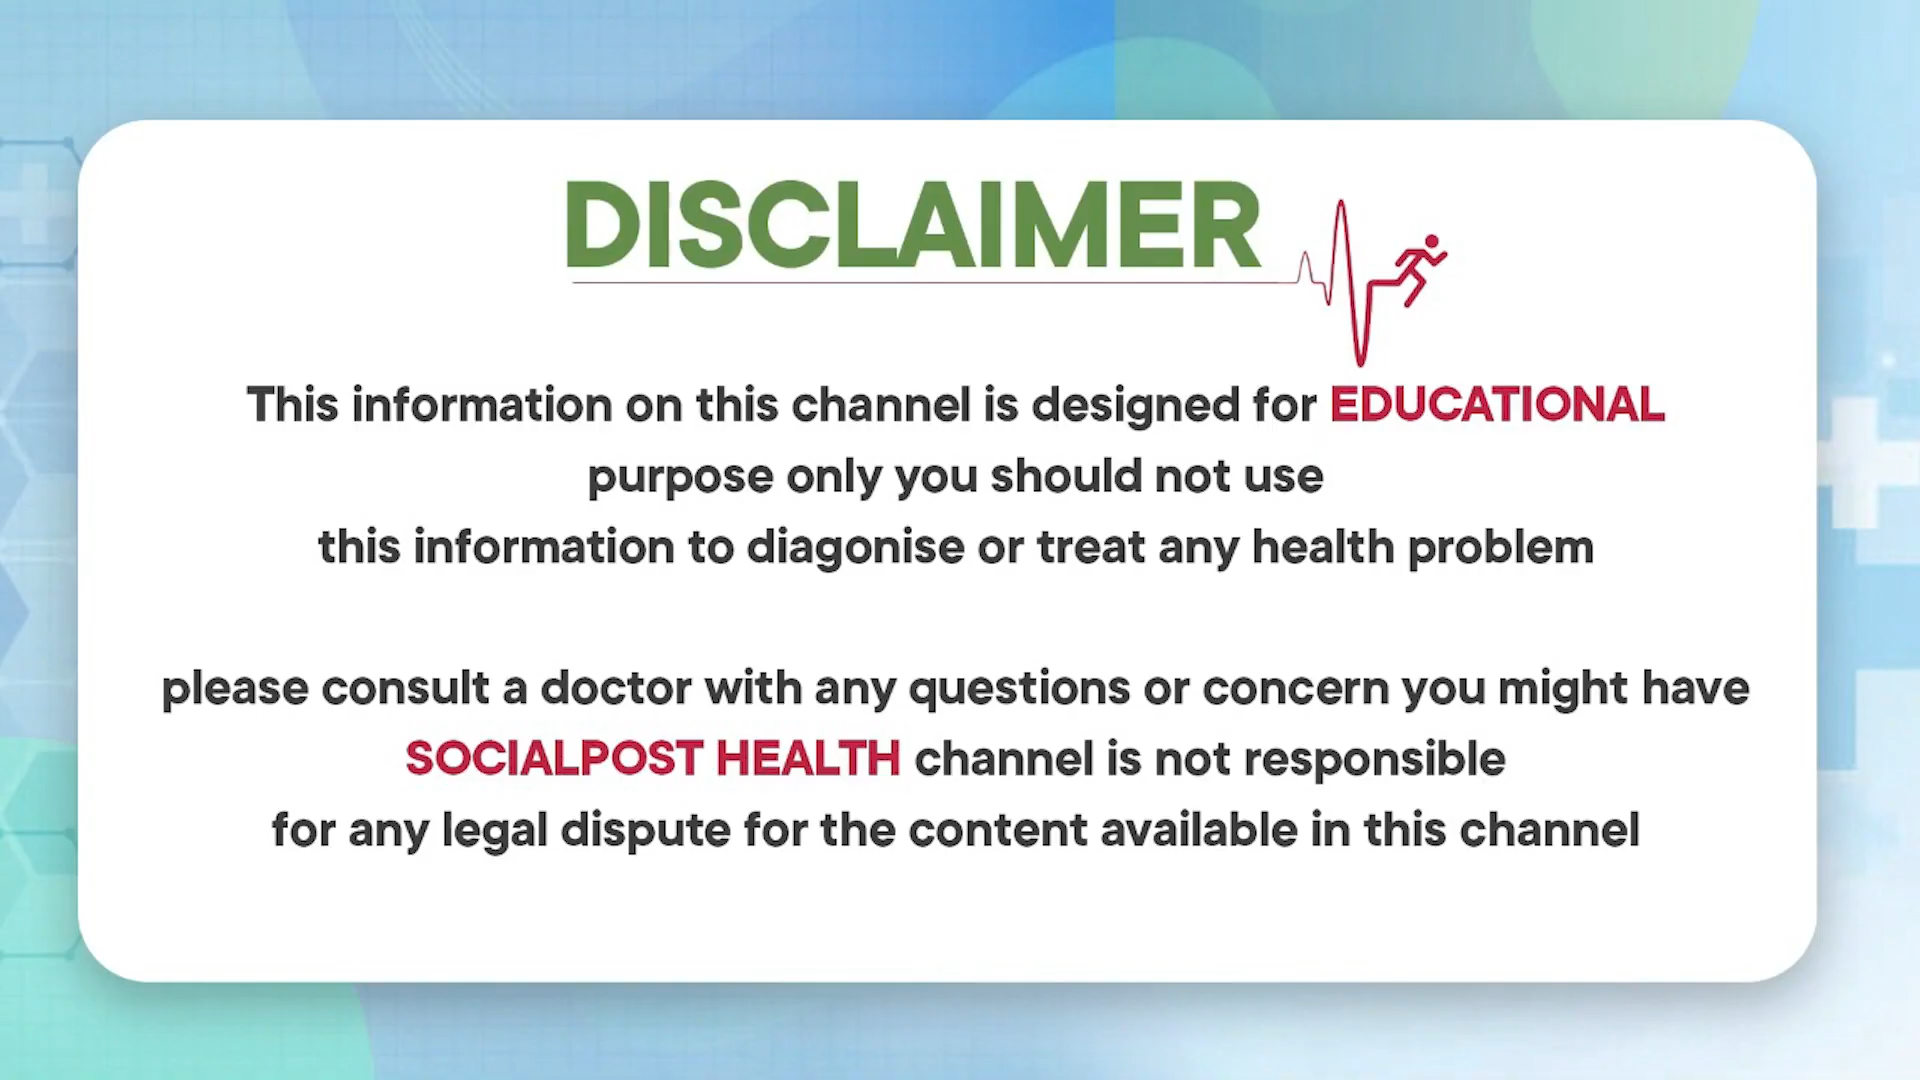 DISCLAIMER
This information on this channel is designed for EDUCATIONAL
purpose only you should not use
this information to diagonise or treat any health problem
please consult a doctor with any questions or concern you might have
SOCIALPOST HEALTH channel is not responsible
for any legal dispute for the content available in this channel